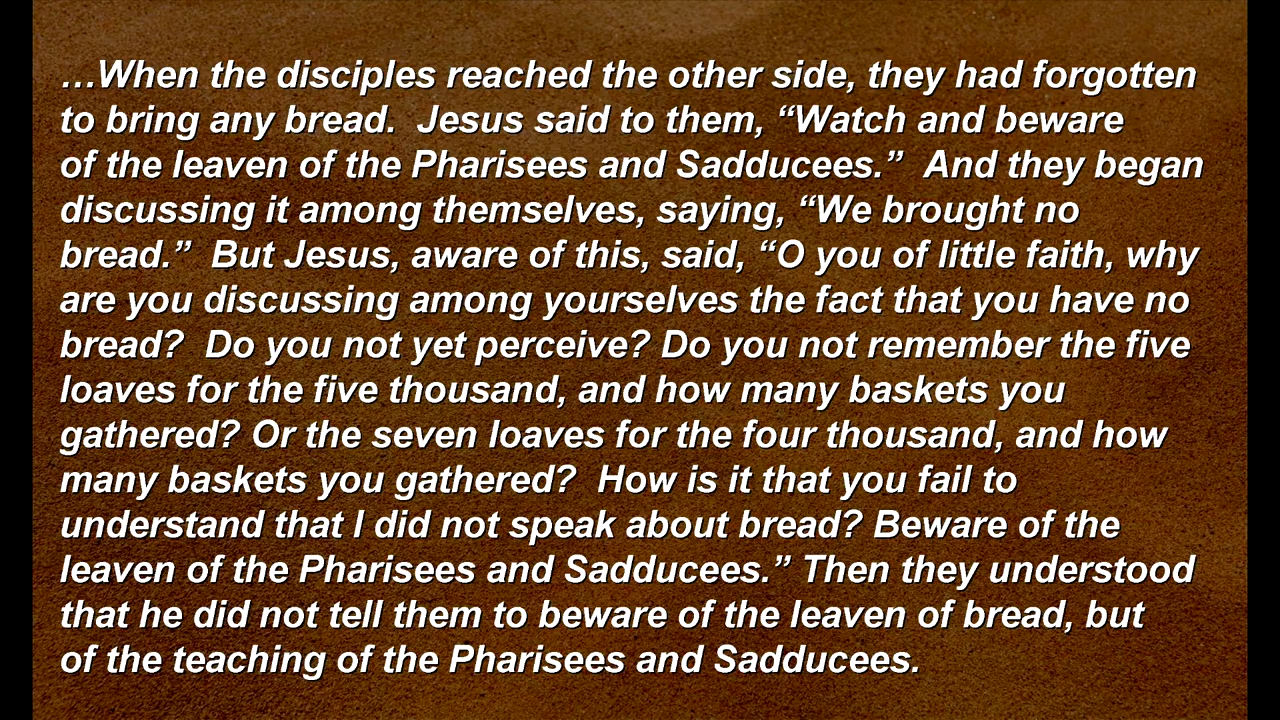 …When the disciples reached the other side, they had forgotten
to bring any bread.  Jesus said to them, “Watch and beware
of the leaven of the Pharisees and Sadducees.”  And they began
discussing it among themselves, saying, “We brought no
bread.”  But Jesus, aware of this, said, “O you of little faith, why
are you discussing among yourselves the fact that you have no
bread?  Do you not yet perceive? Do you not remember the five
loaves for the five thousand, and how many baskets you
gathered? Or the seven loaves for the four thousand, and how
many baskets you gathered?  How is it that you fail to
understand that I did not speak about bread? Beware of the
leaven of the Pharisees and Sadducees.” Then they understood
that he did not tell them to beware of the leaven of bread, but
of the teaching of the Pharisees and Sadducees.